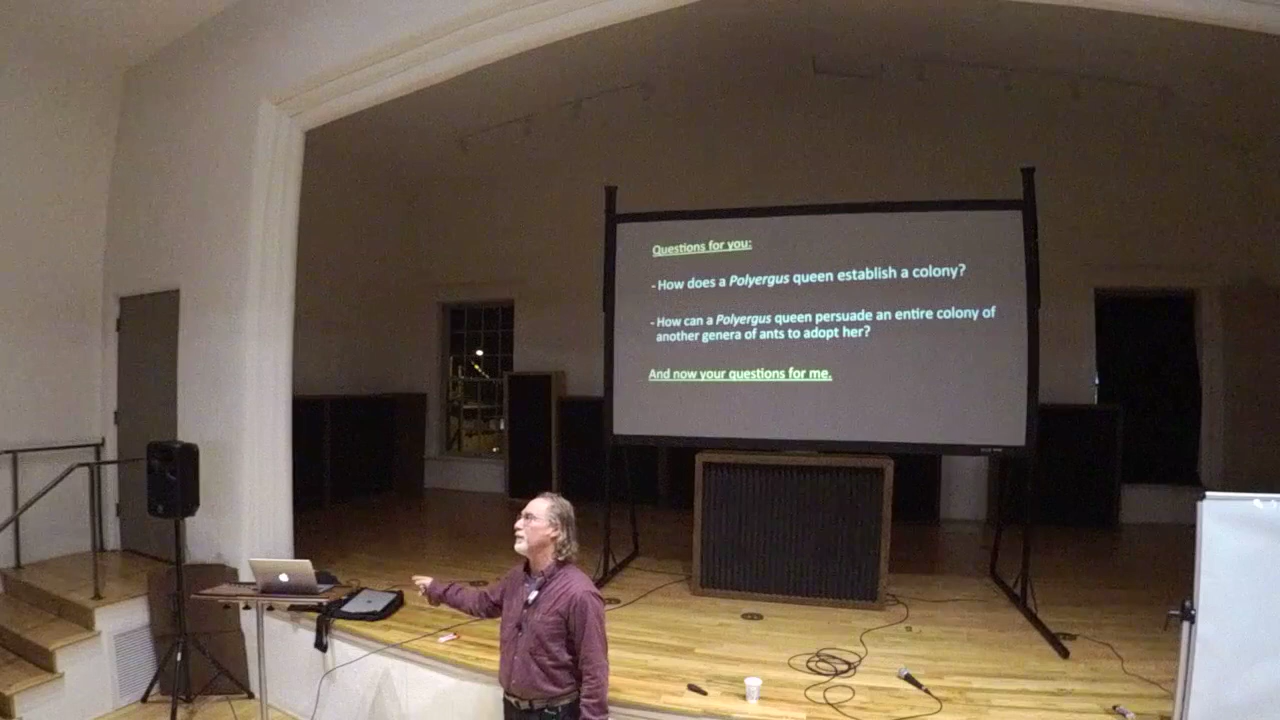 Questions for you:
- How does a Polyergus queen establish a colony?
- How can a Polyergus queen persuade an entire colony of
another genera of ants to adopt her?
And now your questions for me.